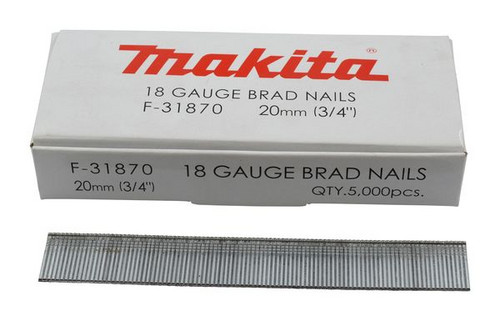 makita®
18 GAUGE BRAD NAILS
F-31870 20mm (3/4")
F-31870 18 GAUGE BRAD NAILS
20mm (3/4") QTY.5,000pcs.